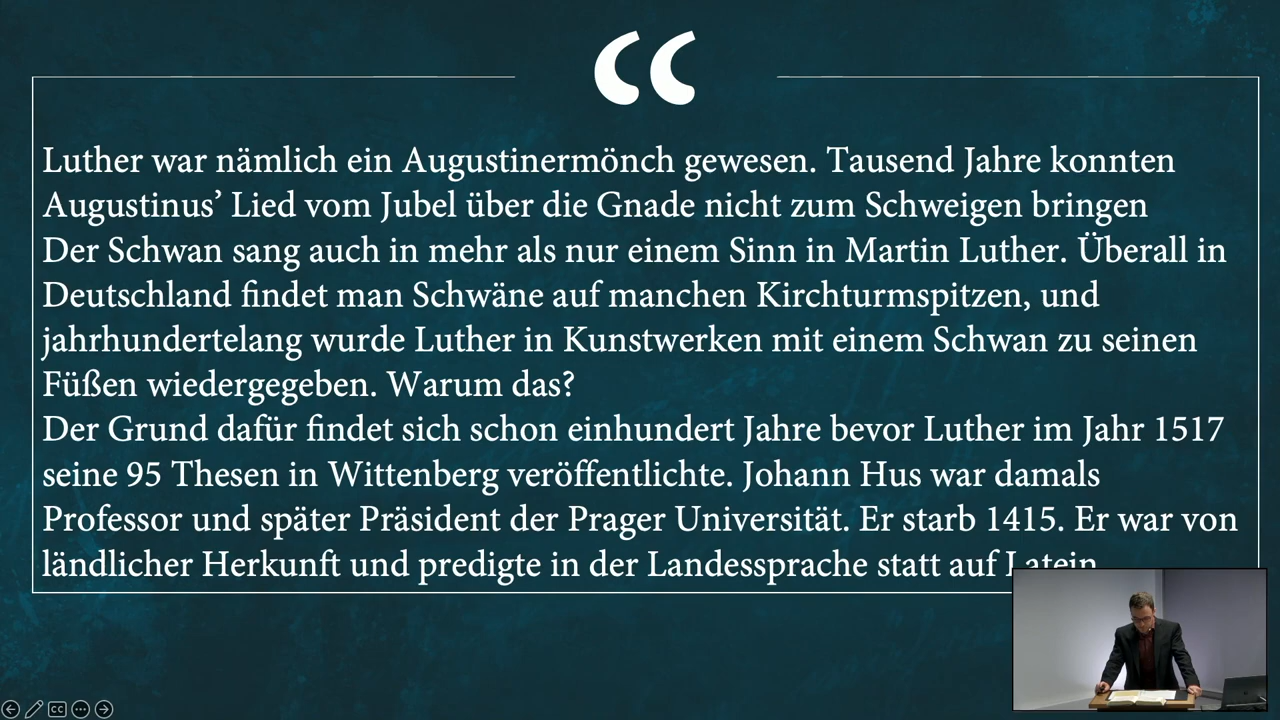 “
Luther war nämlich ein Augustinermönch gewesen. Tausend Jahre konnten
Augustinus’ Lied vom Jubel über die Gnade nicht zum Schweigen bringen
Der Schwan sang auch in mehr als nur einem Sinn in Martin Luther. Überall in
Deutschland findet man Schwäne auf manchen Kirchturmspitzen, und
jahrhundertelang wurde Luther in Kunstwerken mit einem Schwan zu seinen
Füßen wiedergegeben. Warum das?
Der Grund dafür findet sich schon einhundert Jahre bevor Luther im Jahr 1517
seine 95 Thesen in Wittenberg veröffentlichte. Johann Hus war damals
Professor und später Präsident der Prager Universität. Er starb 1415. Er war von
ländlicher Herkunft und predigte in der Landessprache statt auf Latein
CC